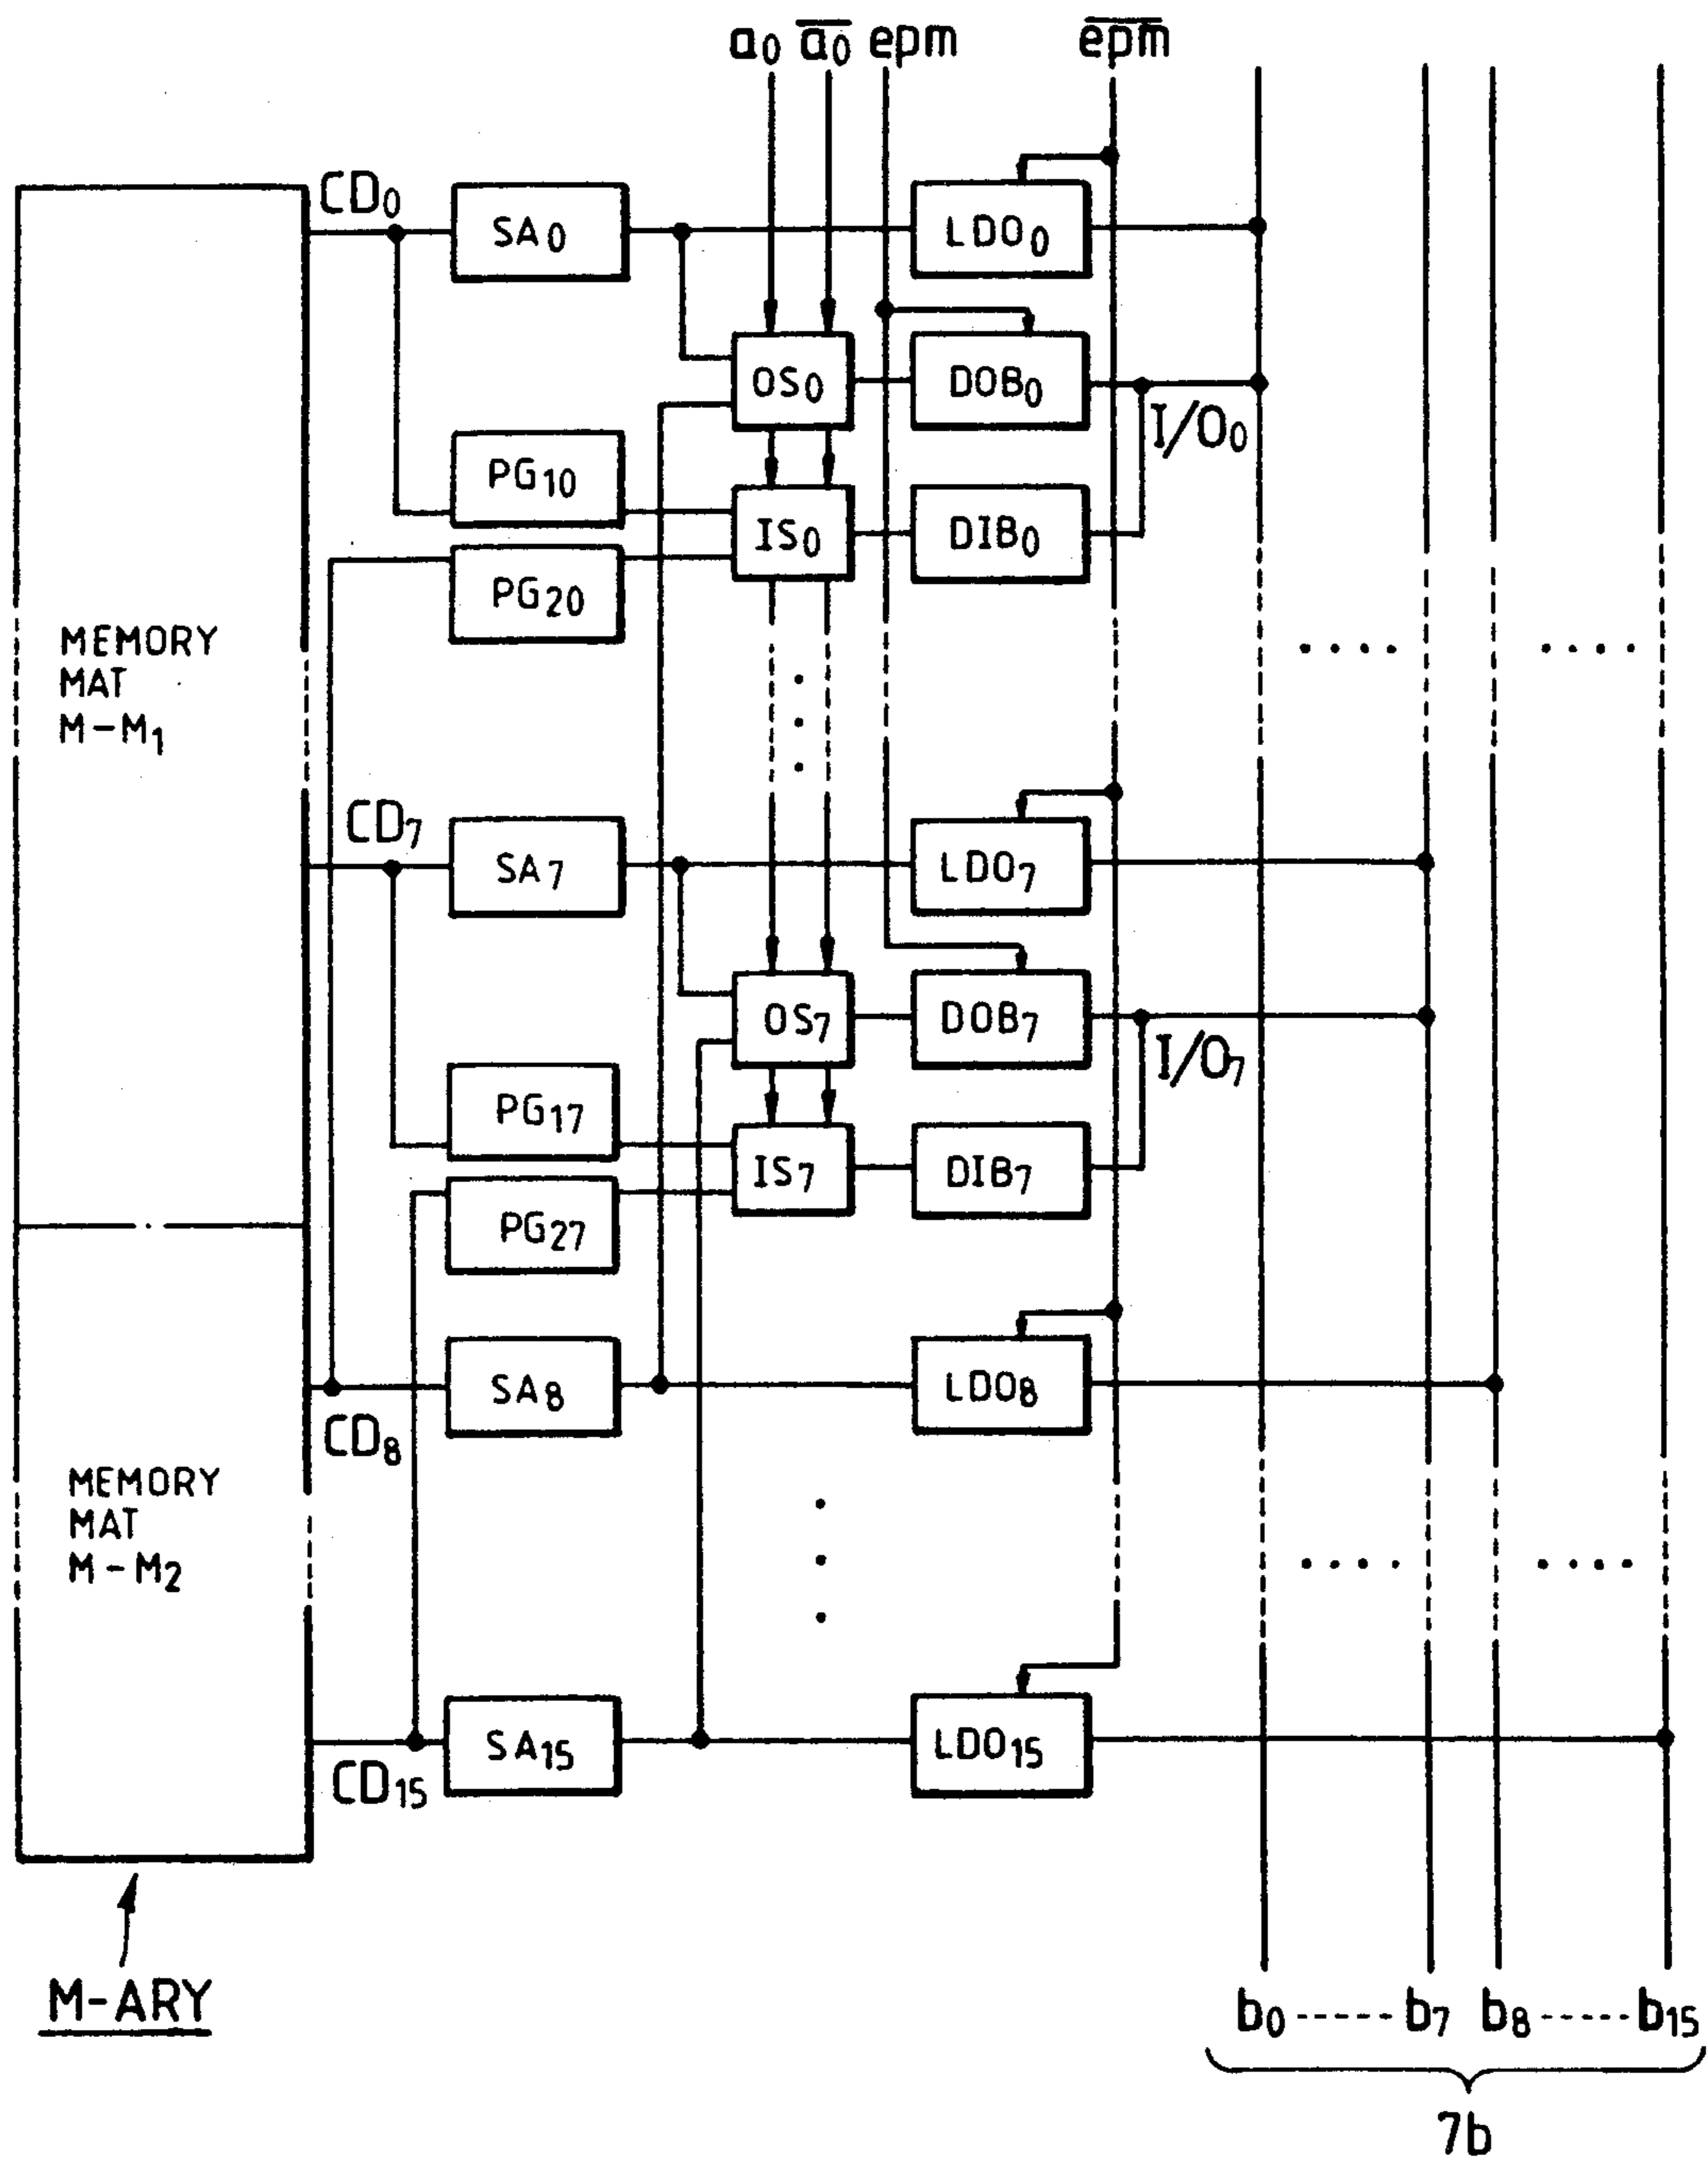 a0 a̅0̅ epm e̅p̅m̅
CD0
SA0
LDO0
OS0
DOB0
I/O0
PG10
IS0
DIB0
PG20
MEMORY
MAT
M-M1
CD7
SA7
LDO7
OS7
DOB7
I/O7
PG17
IS7
DIB7
PG27
SA8
LDO8
CD8
MEMORY
MAT
M-M2
SA15
LDO15
CD15
M-ARY
b0 ------ b7 b8 ------ b15
7b